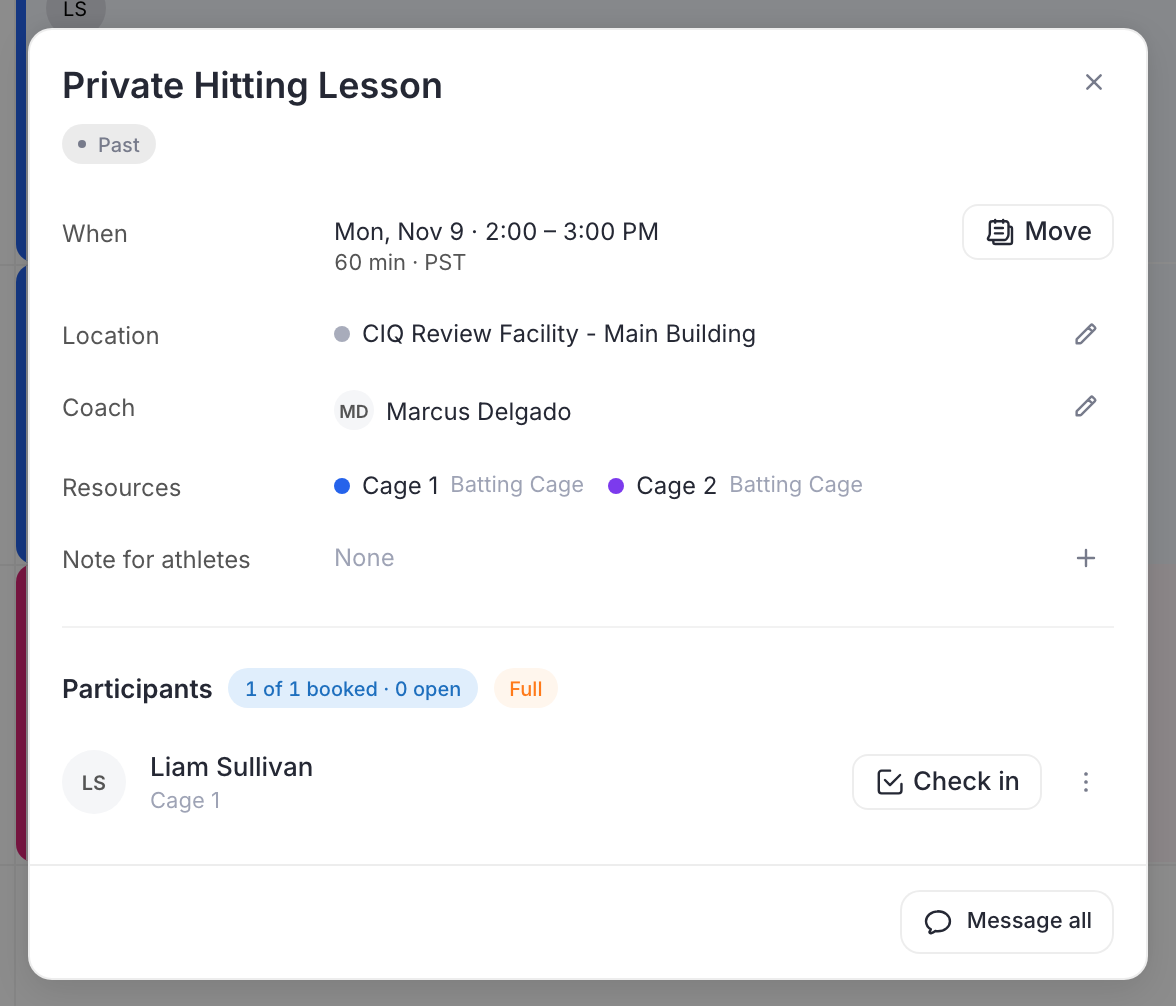 LS
Private Hitting Lesson
Past
When
Mon, Nov 9 · 2:00 – 3:00 PM
60 min · PST
Move
Location
CIQ Review Facility - Main Building
Coach
MD Marcus Delgado
Resources
Cage 1 Batting Cage Cage 2 Batting Cage
Note for athletes
None
Participants 1 of 1 booked · 0 open Full
LS
Liam Sullivan
Cage 1
Check in
Message all